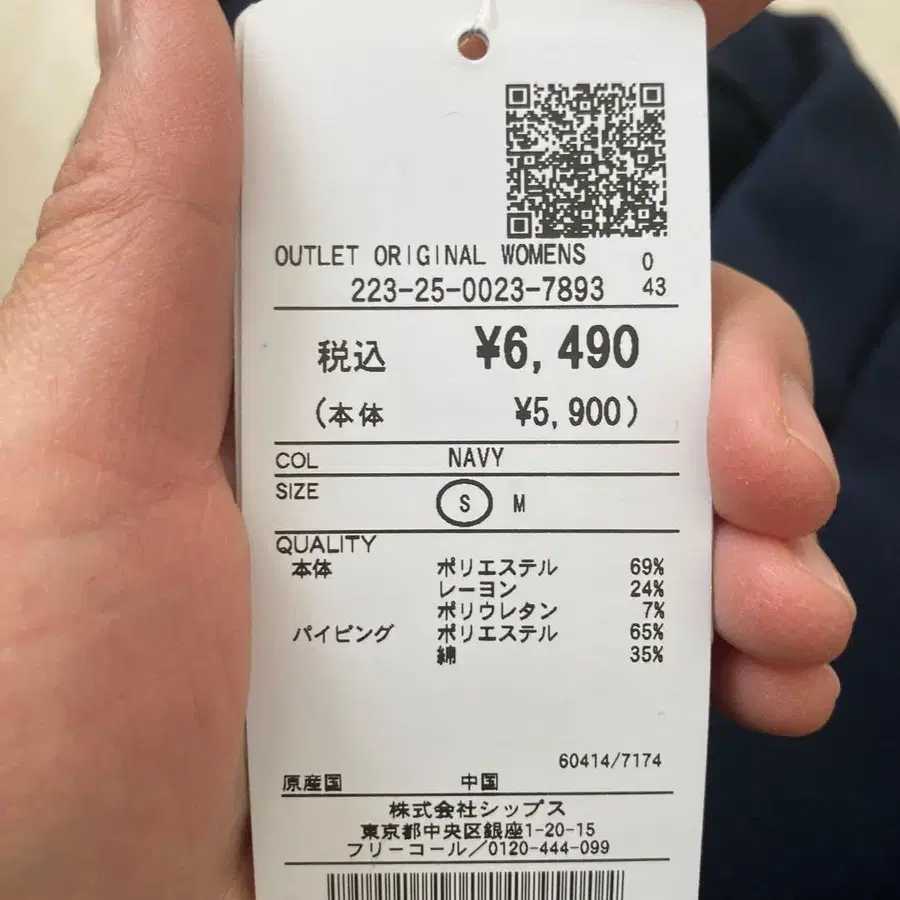 OUTLET ORIGINAL WOMENS 0
223-25-0023-7893 43
税込 ¥6,490
(本体 ¥5,900)
COL NAVY
SIZE S M
QUALITY
本体 ポリエステル 69%
レーヨン 24%
ポリウレタン 7%
パイピング ポリエステル 65%
綿 35%
60414/7174
原産国 中国
株式会社シップス
東京都中央区銀座1-20-15
フリーコール/0120-444-099